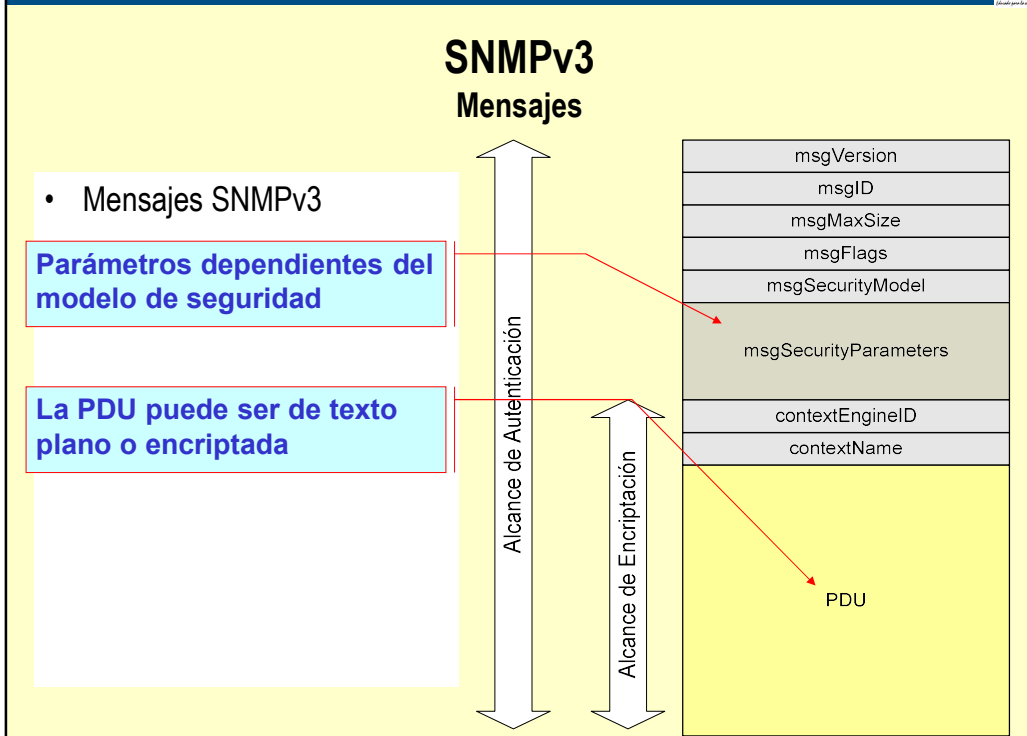 SNMPv3
Mensajes
• Mensajes SNMPv3
Parámetros dependientes del
modelo de seguridad
La PDU puede ser de texto
plano o encriptada
Alcance de Autenticación
Alcance de Encriptación
msgVersion
msgID
msgMaxSize
msgFlags
msgSecurityModel
msgSecurityParameters
contextEngineID
contextName
PDU